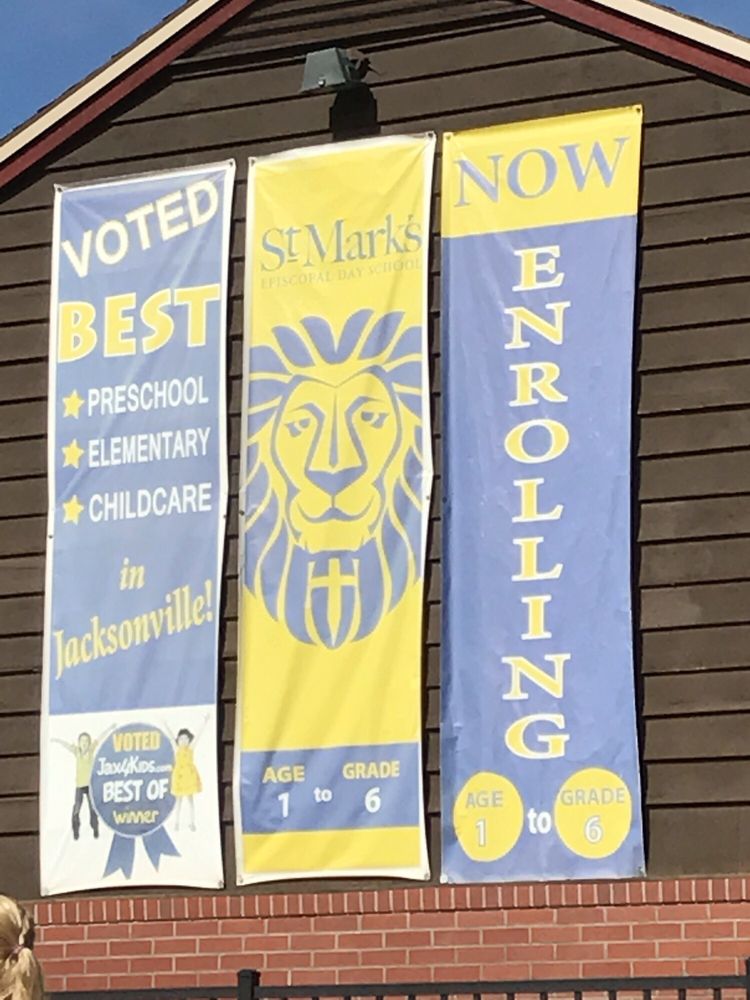 VOTED
BEST
PRESCHOOL
ELEMENTARY
CHILDCARE
in
Jacksonville!
VOTED
Jax4Kids.com
BEST OF
winner
St Mark's
EPISCOPAL DAY SCHOOL
AGE 1 to GRADE 6
NOW
ENROLLING
AGE 1 to GRADE 6